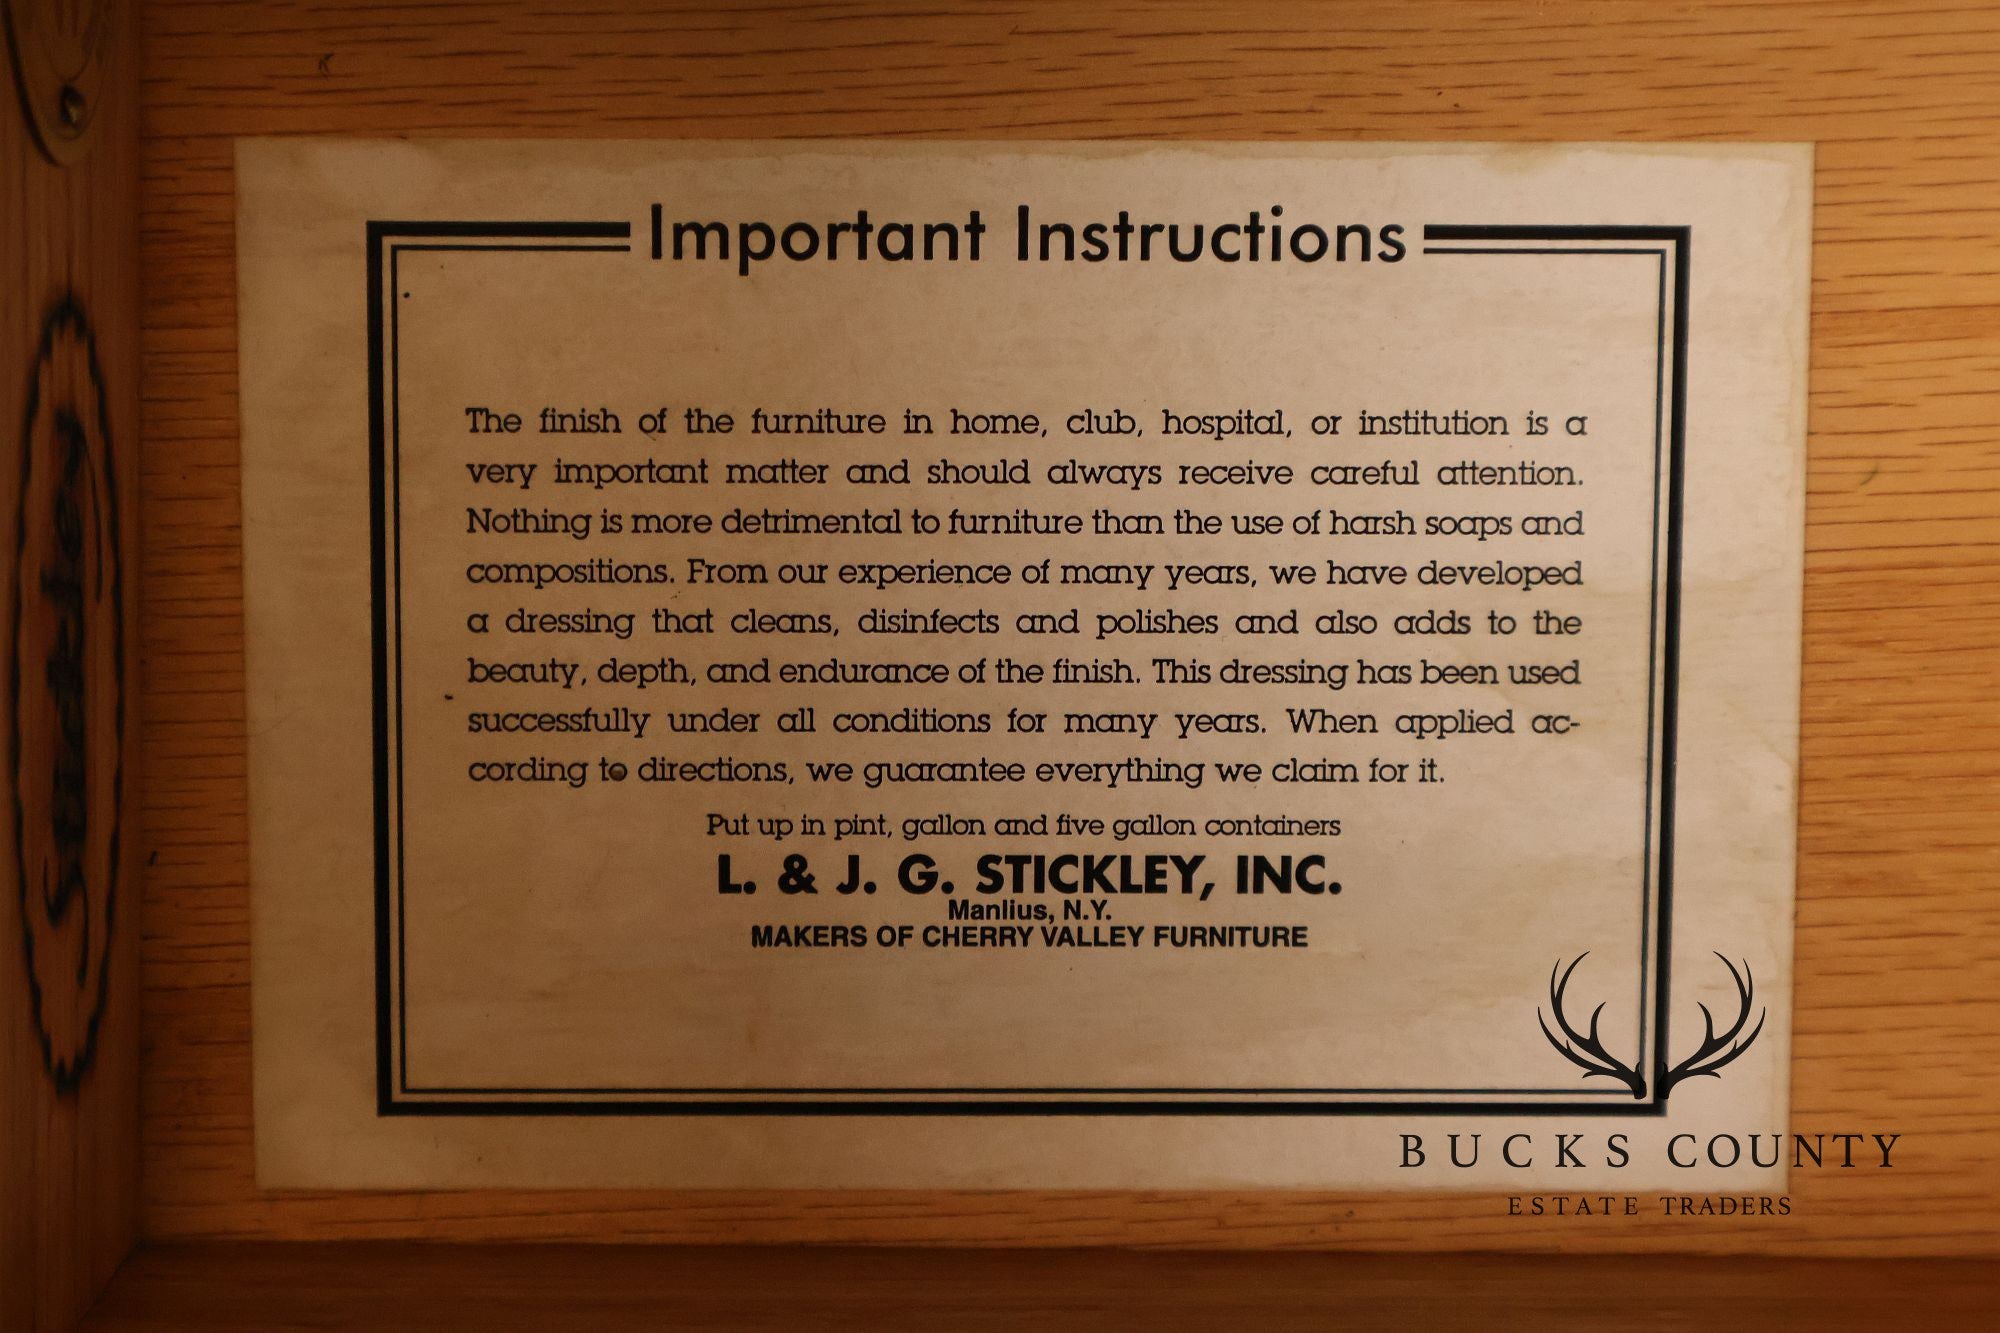 Important Instructions
The finish of the furniture in home, club, hospital, or institution is a
very important matter and should always receive careful attention.
Nothing is more detrimental to furniture than the use of harsh soaps and
compositions. From our experience of many years, we have developed
a dressing that cleans, disinfects and polishes and also adds to the
beauty, depth, and endurance of the finish. This dressing has been used
successfully under all conditions for many years. When applied ac-
cording to directions, we guarantee everything we claim for it.
Put up in pint, gallon and five gallon containers
L. & J. G. STICKLEY, INC.
Manlius, N.Y.
MAKERS OF CHERRY VALLEY FURNITURE
BUCKS COUNTY
ESTATE TRADERS